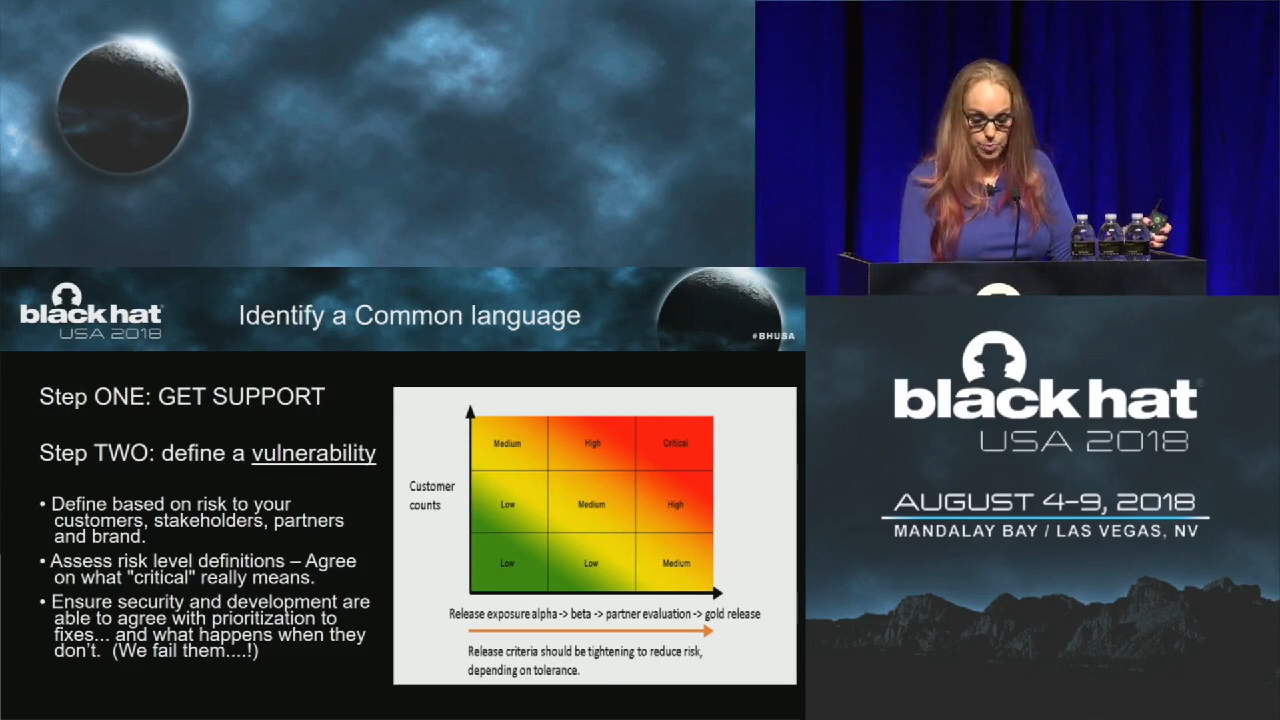 black hat
USA 2018
Identify a Common language
#BHUSA
Step ONE: GET SUPPORT
Step TWO: define a vulnerability
• Define based on risk to your
customers, stakeholders, partners
and brand.
• Assess risk level definitions – Agree
on what "critical" really means.
• Ensure security and development are
able to agree with prioritization to
fixes... and what happens when they
don't. (We fail them....!)
Customer
counts
Medium High Critical
Low Medium High
Low Low Medium
Release exposure alpha -> beta -> partner evaluation -> gold release
Release criteria should be tightening to reduce risk,
depending on tolerance.
black hat
USA 2018
AUGUST 4-9, 2018
MANDALAY BAY / LAS VEGAS, NV